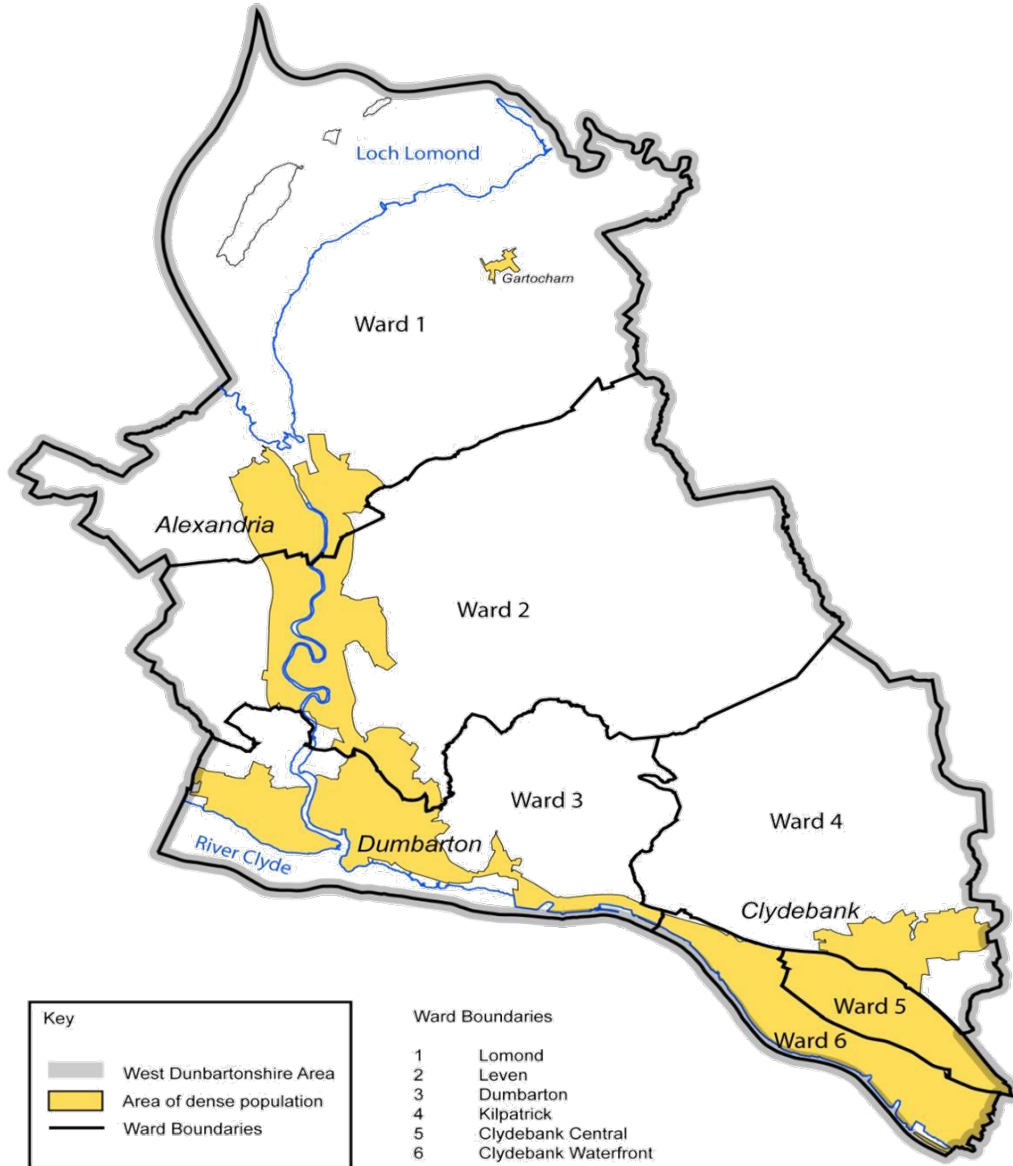 Loch Lomond
Gartocharn
Ward 1
Alexandria
Ward 2
Ward 3
Ward 4
Dumbarton
River Clyde
Clydebank
Ward 5
Ward 6
Key
West Dunbartonshire Area
Area of dense population
Ward Boundaries
Ward Boundaries
1 Lomond
2 Leven
3 Dumbarton
4 Kilpatrick
5 Clydebank Central
6 Clydebank Waterfront